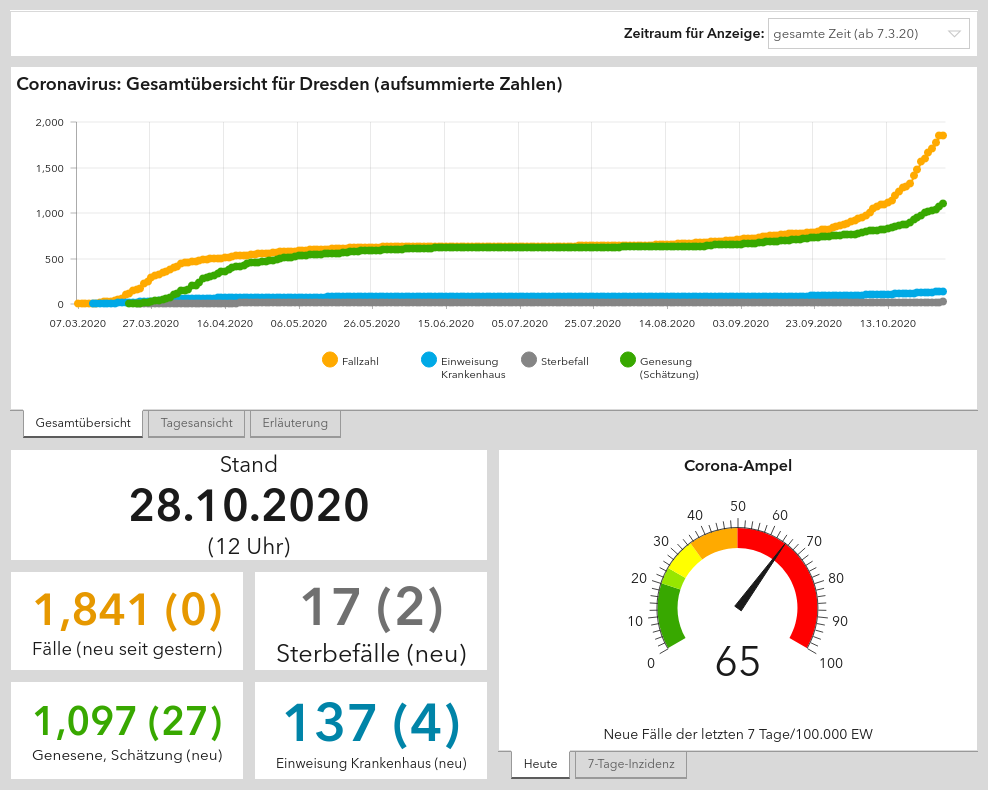 Zeitraum für Anzeige: gesamte Zeit (ab 7.3.20)
Coronavirus: Gesamtübersicht für Dresden (aufsummierte Zahlen)
2,000
1,500
1,000
500
0
07.03.2020 27.03.2020 16.04.2020 06.05.2020 26.05.2020 15.06.2020 05.07.2020 25.07.2020 14.08.2020 03.09.2020 23.09.2020 13.10.2020
Fallzahl Einweisung Sterbefall Genesung
Krankenhaus (Schätzung)
Gesamtübersicht Tagesansicht Erläuterung
Stand
28.10.2020
(12 Uhr)
1,841 (0)
Fälle (neu seit gestern)
17 (2)
Sterbefälle (neu)
1,097 (27)
Genesene, Schätzung (neu)
137 (4)
Einweisung Krankenhaus (neu)
Corona-Ampel
0
10
20
30
40
50
60
70
80
90
100
65
Neue Fälle der letzten 7 Tage/100.000 EW
Heute 7-Tage-Inzidenz